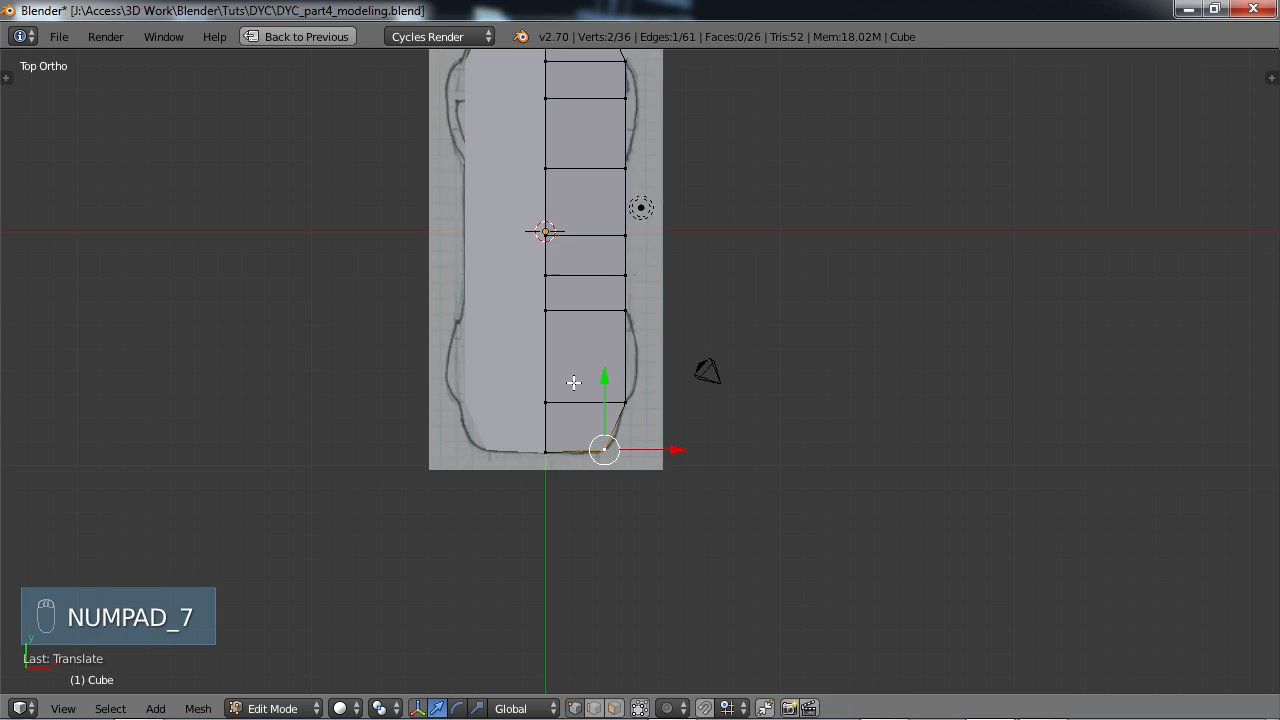 Blender* [J:\Access\3D Work\Blender\Tuts\DYC\DYC_part4_modeling.blend]
File Render Window Help Back to Previous Cycles Render v2.70 | Verts:2/36 | Edges:1/61 | Faces:0/26 | Tris:52 | Mem:18.02M | Cube
Top Ortho
NUMPAD_7
y
Last: Translate
(1) Cube
View Select Add Mesh Edit Mode Global